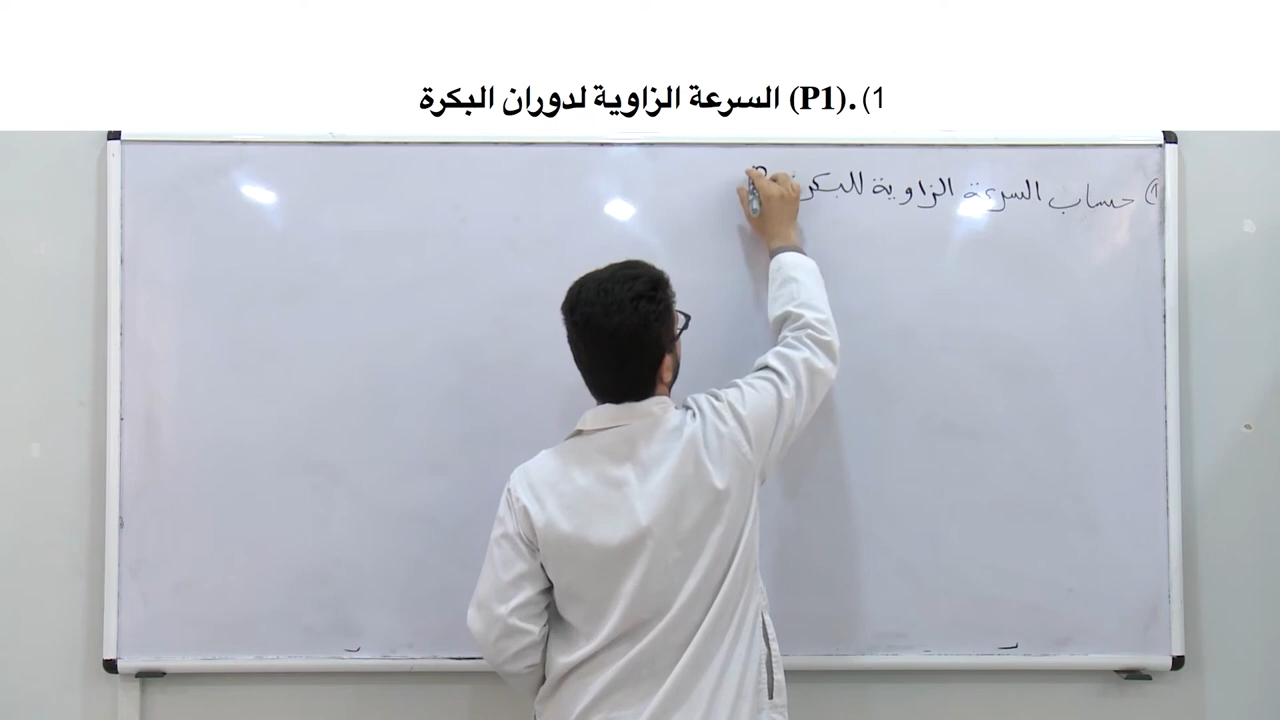 1) السرعة الزاوية لدوران البكرة (P1).
1) حساب السرعة الزاوية للبكرة